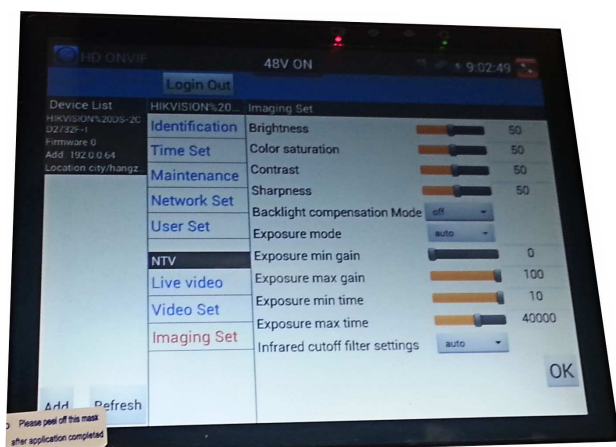 HD ONVIF
48V ON
9:02:49
Login Out
Device List
HIKVISION%20DS-2C
D2732F-I
Firmware 0
Add. 192.0.0.64
Location city/hangz
HIKVISION%20...
Identification
Time Set
Maintenance
Network Set
User Set
NTV
Live video
Video Set
Imaging Set
Imaging Set
Brightness 50
Color saturation 50
Contrast 50
Sharpness 50
Backlight compensation Mode off
Exposure mode auto
Exposure min gain 0
Exposure max gain 100
Exposure min time 10
Exposure max time 40000
Infrared cutoff filter settings auto
OK
Add Refresh
Please peel off this mask
after application completed